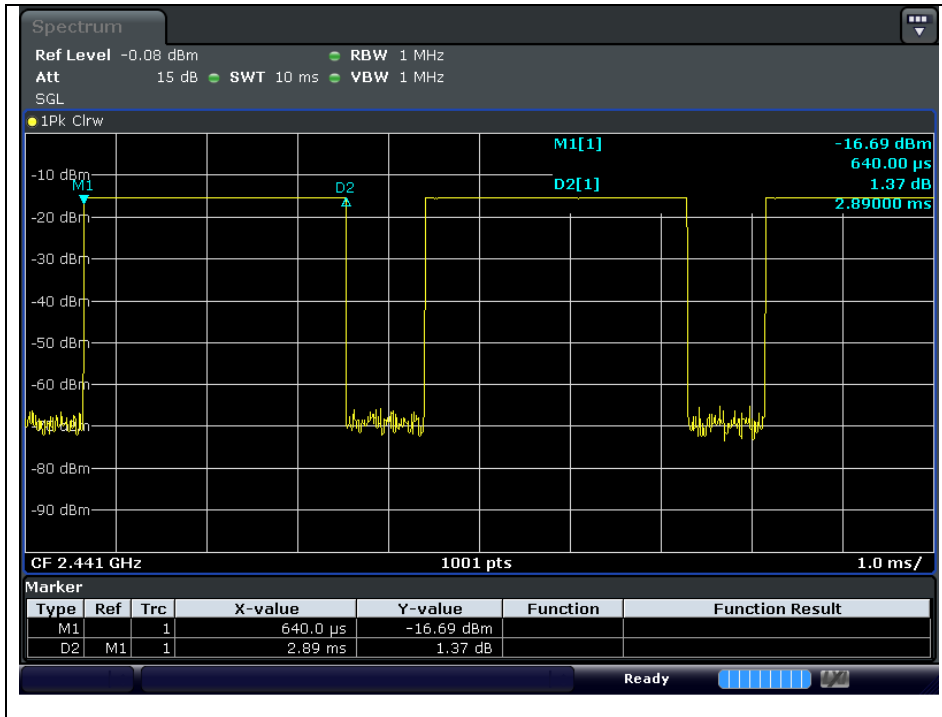 Spectrum
Ref Level -0.08 dBm RBW 1 MHz
Att 15 dB SWT 10 ms VBW 1 MHz
SGL
1Pk Clrw
M1[1] -16.69 dBm
640.00 µs
D2[1] 1.37 dB
2.89000 ms
M1
D2
-10 dBm
-20 dBm
-30 dBm
-40 dBm
-50 dBm
-60 dBm
-80 dBm
-90 dBm
CF 2.441 GHz 1001 pts 1.0 ms/
Marker
Type Ref Trc X-value Y-value Function Function Result
M1 1 640.0 µs -16.69 dBm
D2 M1 1 2.89 ms 1.37 dB
Ready